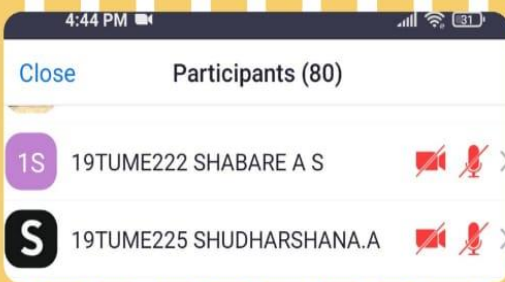 4:44 PM 31
Close Participants (80)
1S 19TUME222 SHABARE A S
S 19TUME225 SHUDHARSHANA.A